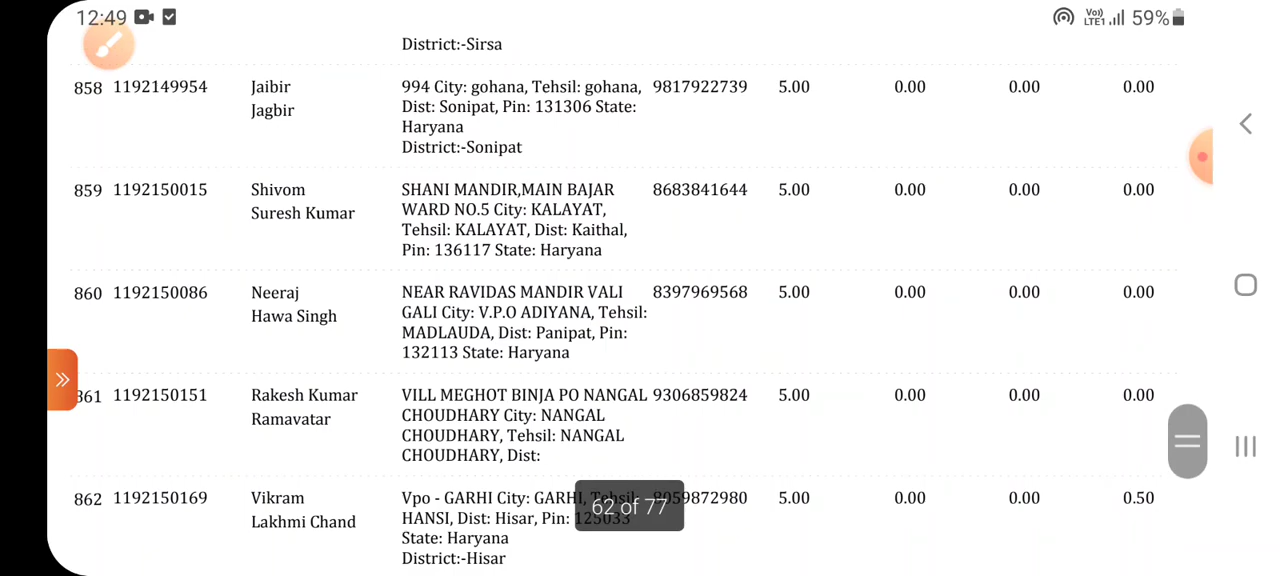 12:49 Vo)) LTE1 59%
District:-Sirsa
858 1192149954 Jaibir 994 City: gohana, Tehsil: gohana, 9817922739 5.00 0.00 0.00 0.00
Jagbir Dist: Sonipat, Pin: 131306 State:
Haryana
District:-Sonipat
859 1192150015 Shivom SHANI MANDIR,MAIN BAJAR 8683841644 5.00 0.00 0.00 0.00
Suresh Kumar WARD NO.5 City: KALAYAT,
Tehsil: KALAYAT, Dist: Kaithal,
Pin: 136117 State: Haryana
860 1192150086 Neeraj NEAR RAVIDAS MANDIR VALI 8397969568 5.00 0.00 0.00 0.00
Hawa Singh GALI City: V.P.O ADIYANA, Tehsil:
MADLAUDA, Dist: Panipat, Pin:
132113 State: Haryana
861 1192150151 Rakesh Kumar VILL MEGHOT BINJA PO NANGAL 9306859824 5.00 0.00 0.00 0.00
Ramavatar CHOUDHARY City: NANGAL
CHOUDHARY, Tehsil: NANGAL
CHOUDHARY, Dist:
862 1192150169 Vikram Vpo - GARHI City: GARHI, Tehsil: 8059872980 5.00 0.00 0.00 0.50
Lakhmi Chand HANSI, Dist: Hisar, Pin: 125033
State: Haryana
District:-Hisar
62 of 77